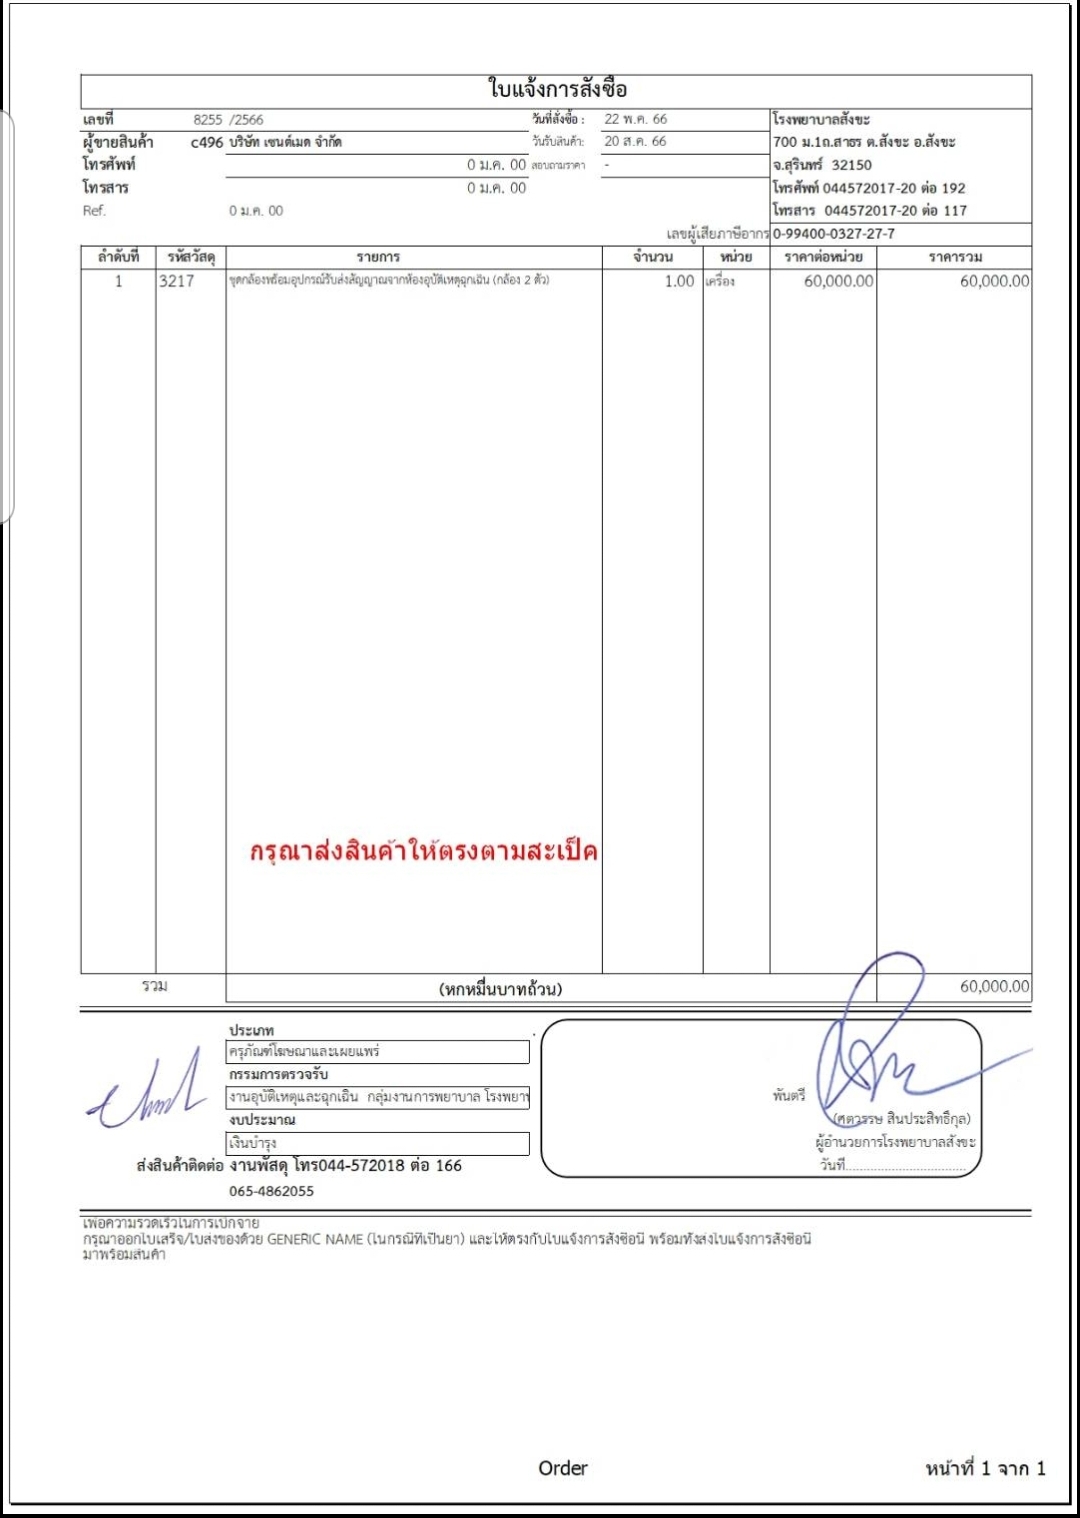 ใบแจ้งการสั่งซื้อ
เลขที่ 8255 /2566 วันที่สั่งซื้อ : 22 พ.ค. 66 โรงพยาบาลสังขะ
ผู้ขายสินค้า c496 บริษัท เซนต์เมด จำกัด วันรับสินค้า: 20 ส.ค. 66 700 ม.1ถ.สาธร ต.สังขะ อ.สังขะ
โทรศัพท์ 0 ม.ค. 00 สอบถามราคา - จ.สุรินทร์ 32150
โทรสาร 0 ม.ค. 00 โทรศัพท์ 044572017-20 ต่อ 192
Ref. 0 ม.ค. 00 โทรสาร 044572017-20 ต่อ 117
เลขผู้เสียภาษีอากร 0-99400-0327-27-7
ลำดับที่ รหัสวัสดุ รายการ จำนวน หน่วย ราคาต่อหน่วย ราคารวม
1 3217 ชุดกล้องพร้อมอุปกรณ์รับส่งสัญญาณจากห้องอุบัติเหตุฉุกเฉิน (กล้อง 2 ตัว) 1.00 เครื่อง 60,000.00 60,000.00
กรุณาส่งสินค้าให้ตรงตามสะเป็ค
รวม (หกหมื่นบาทถ้วน) 60,000.00
ประเภท .
ครุภัณฑ์โฆษณาและเผยแพร่
กรรมการตรวจรับ
งานอุบัติเหตุและฉุกเฉิน กลุ่มงานการพยาบาล โรงพยา
พันตรี
งบประมาณ
(ศตวรรษ สินประสิทธิ์กุล)
เงินบำรุง
ผู้อำนวยการโรงพยาบาลสังขะ
ส่งสินค้าติดต่อ งานพัสดุ โทร044-572018 ต่อ 166
วันที่.................................
065-4862055
เพื่อความรวดเร็วในการเบิกจ่าย
กรุณาออกใบเสร็จ/ใบส่งของด้วย GENERIC NAME (ในกรณีที่เป็นยา) และให้ตรงกับใบแจ้งการสั่งซื้อนี้ พร้อมทั้งส่งใบแจ้งการสั่งซื้อนี้
มาพร้อมสินค้า
Order หน้าที่ 1 จาก 1